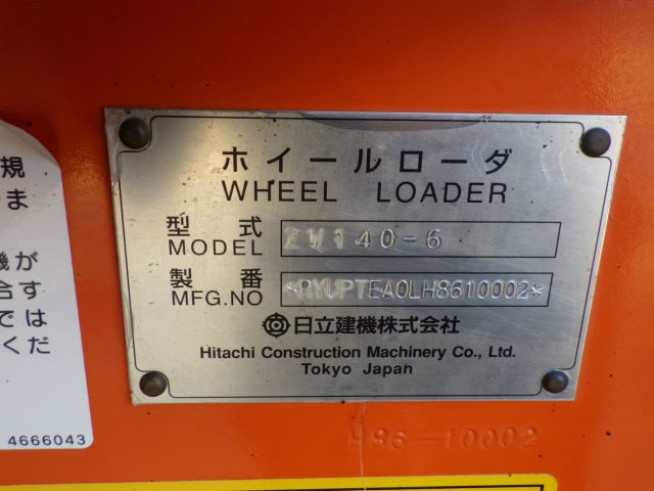 ホイールローダ
WHEEL LOADER
型式
MODEL ZW140-6
製番
MFG.NO *RYUPTEA0LH8610002*
日立建機株式会社
Hitachi Construction Machinery Co., Ltd.
Tokyo Japan
規
ま
機が
合す
では
くだ
4666043
H86-10002